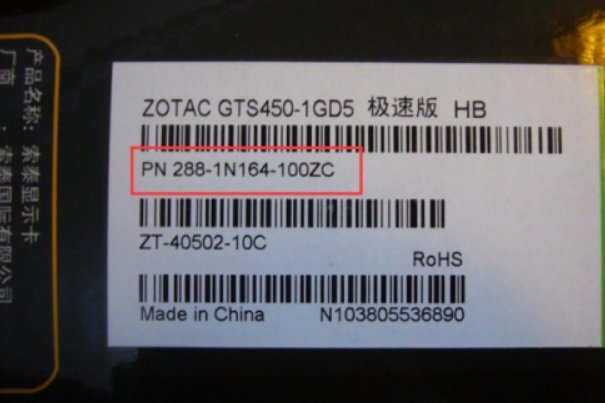 ZOTAC GTS450-1GD5 极速版 HB
PN 288-1N164-100ZC
ZT-40502-10C
RoHS
Made in China N103805536890
产品名称: 索泰显示卡
厂商 : 索泰国际有限公司